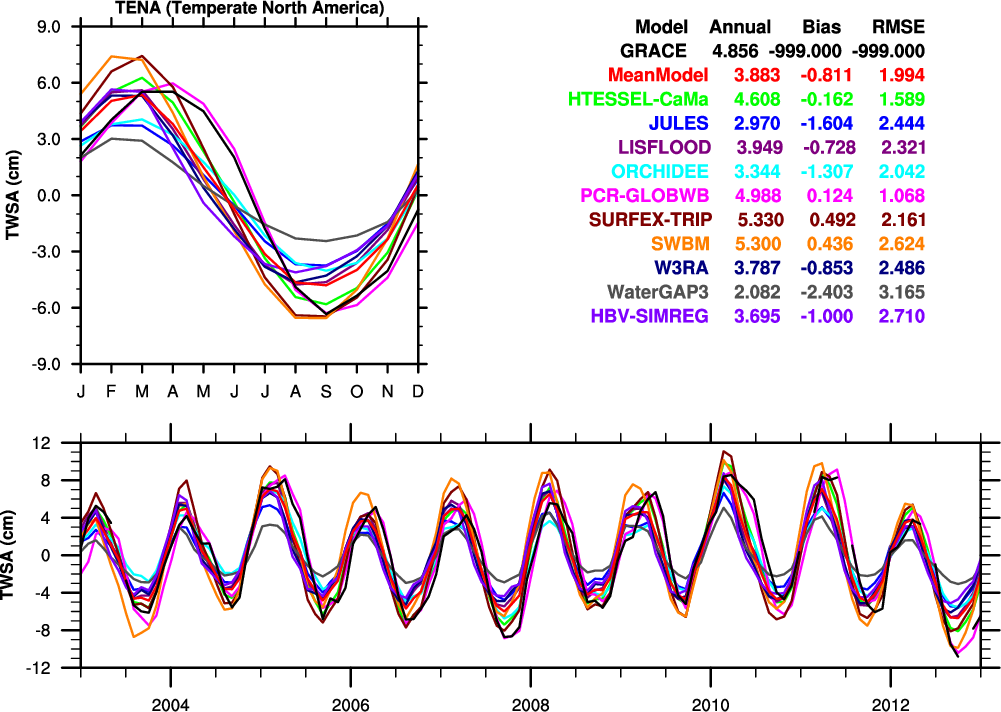 TENA (Temperate North America)
9.0
6.0
3.0
0.0
-3.0
-6.0
-9.0
TWSA (cm)
J F M A M J J A S O N D
Model Annual Bias RMSE
GRACE 4.856 -999.000 -999.000
MeanModel 3.883 -0.811 1.994
HTESSEL-CaMa 4.608 -0.162 1.589
JULES 2.970 -1.604 2.444
LISFLOOD 3.949 -0.728 2.321
ORCHIDEE 3.344 -1.307 2.042
PCR-GLOBWB 4.988 0.124 1.068
SURFEX-TRIP 5.330 0.492 2.161
SWBM 5.300 0.436 2.624
W3RA 3.787 -0.853 2.486
WaterGAP3 2.082 -2.403 3.165
HBV-SIMREG 3.695 -1.000 2.710
12
8
4
0
-4
-8
-12
TWSA (cm)
2004 2006 2008 2010 2012